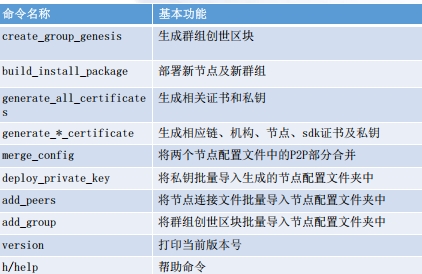 命令名称 基本功能
create_group_genesis 生成群组创世区块
build_install_package 部署新节点及新群组
generate_all_certificate
s 生成相关证书和私钥
generate_*_certificate 生成相应链、机构、节点、sdk证书及私钥
merge_config 将两个节点配置文件中的P2P部分合并
deploy_private_key 将私钥批量导入生成的节点配置文件夹中
add_peers 将节点连接文件批量导入节点配置文件夹中
add_group 将群组创世区块批量导入节点配置文件夹中
version 打印当前版本号
h/help 帮助命令